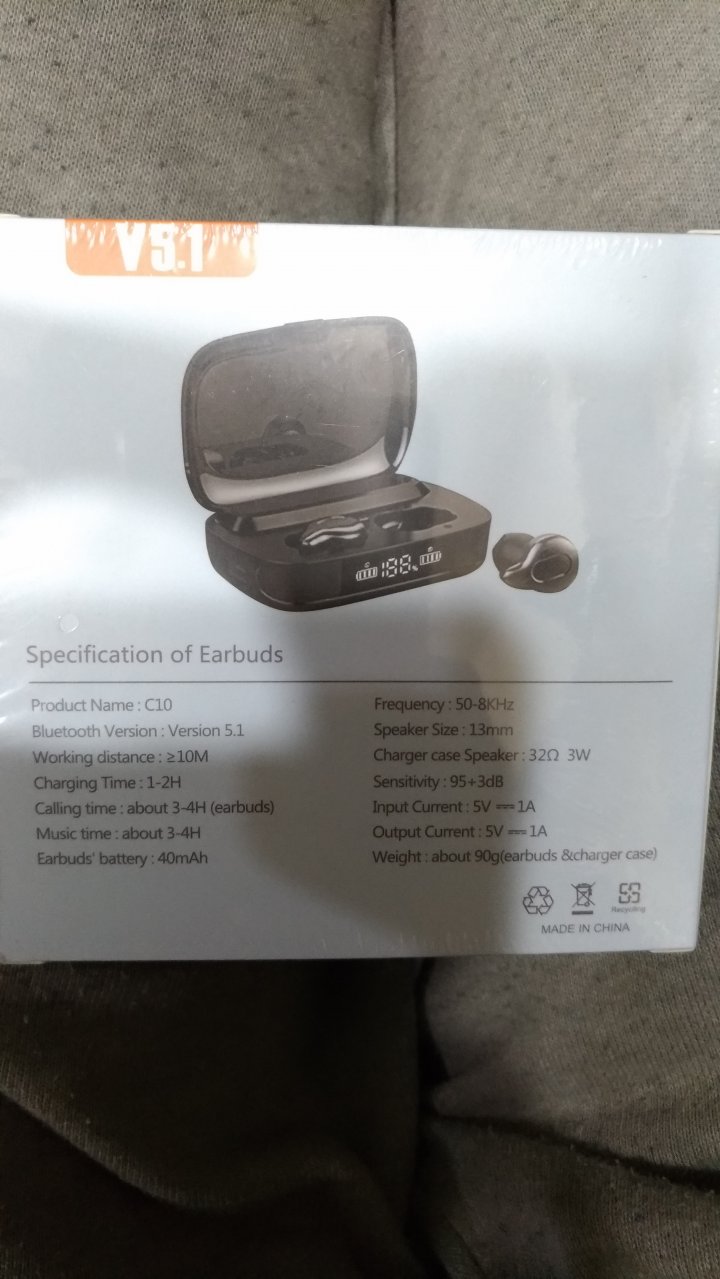 V5.1
188%
Specification of Earbuds
Product Name : C10
Bluetooth Version : Version 5.1
Working distance : ≥10M
Charging Time : 1-2H
Calling time : about 3-4H (earbuds)
Music time : about 3-4H
Earbuds' battery : 40mAh
Frequency : 50-8KHz
Speaker Size : 13mm
Charger case Speaker : 32Ω 3W
Sensitivity : 95+3dB
Input Current : 5V ⎓ 1A
Output Current : 5V ⎓ 1A
Weight : about 90g(earbuds &charger case)
Recycling
MADE IN CHINA